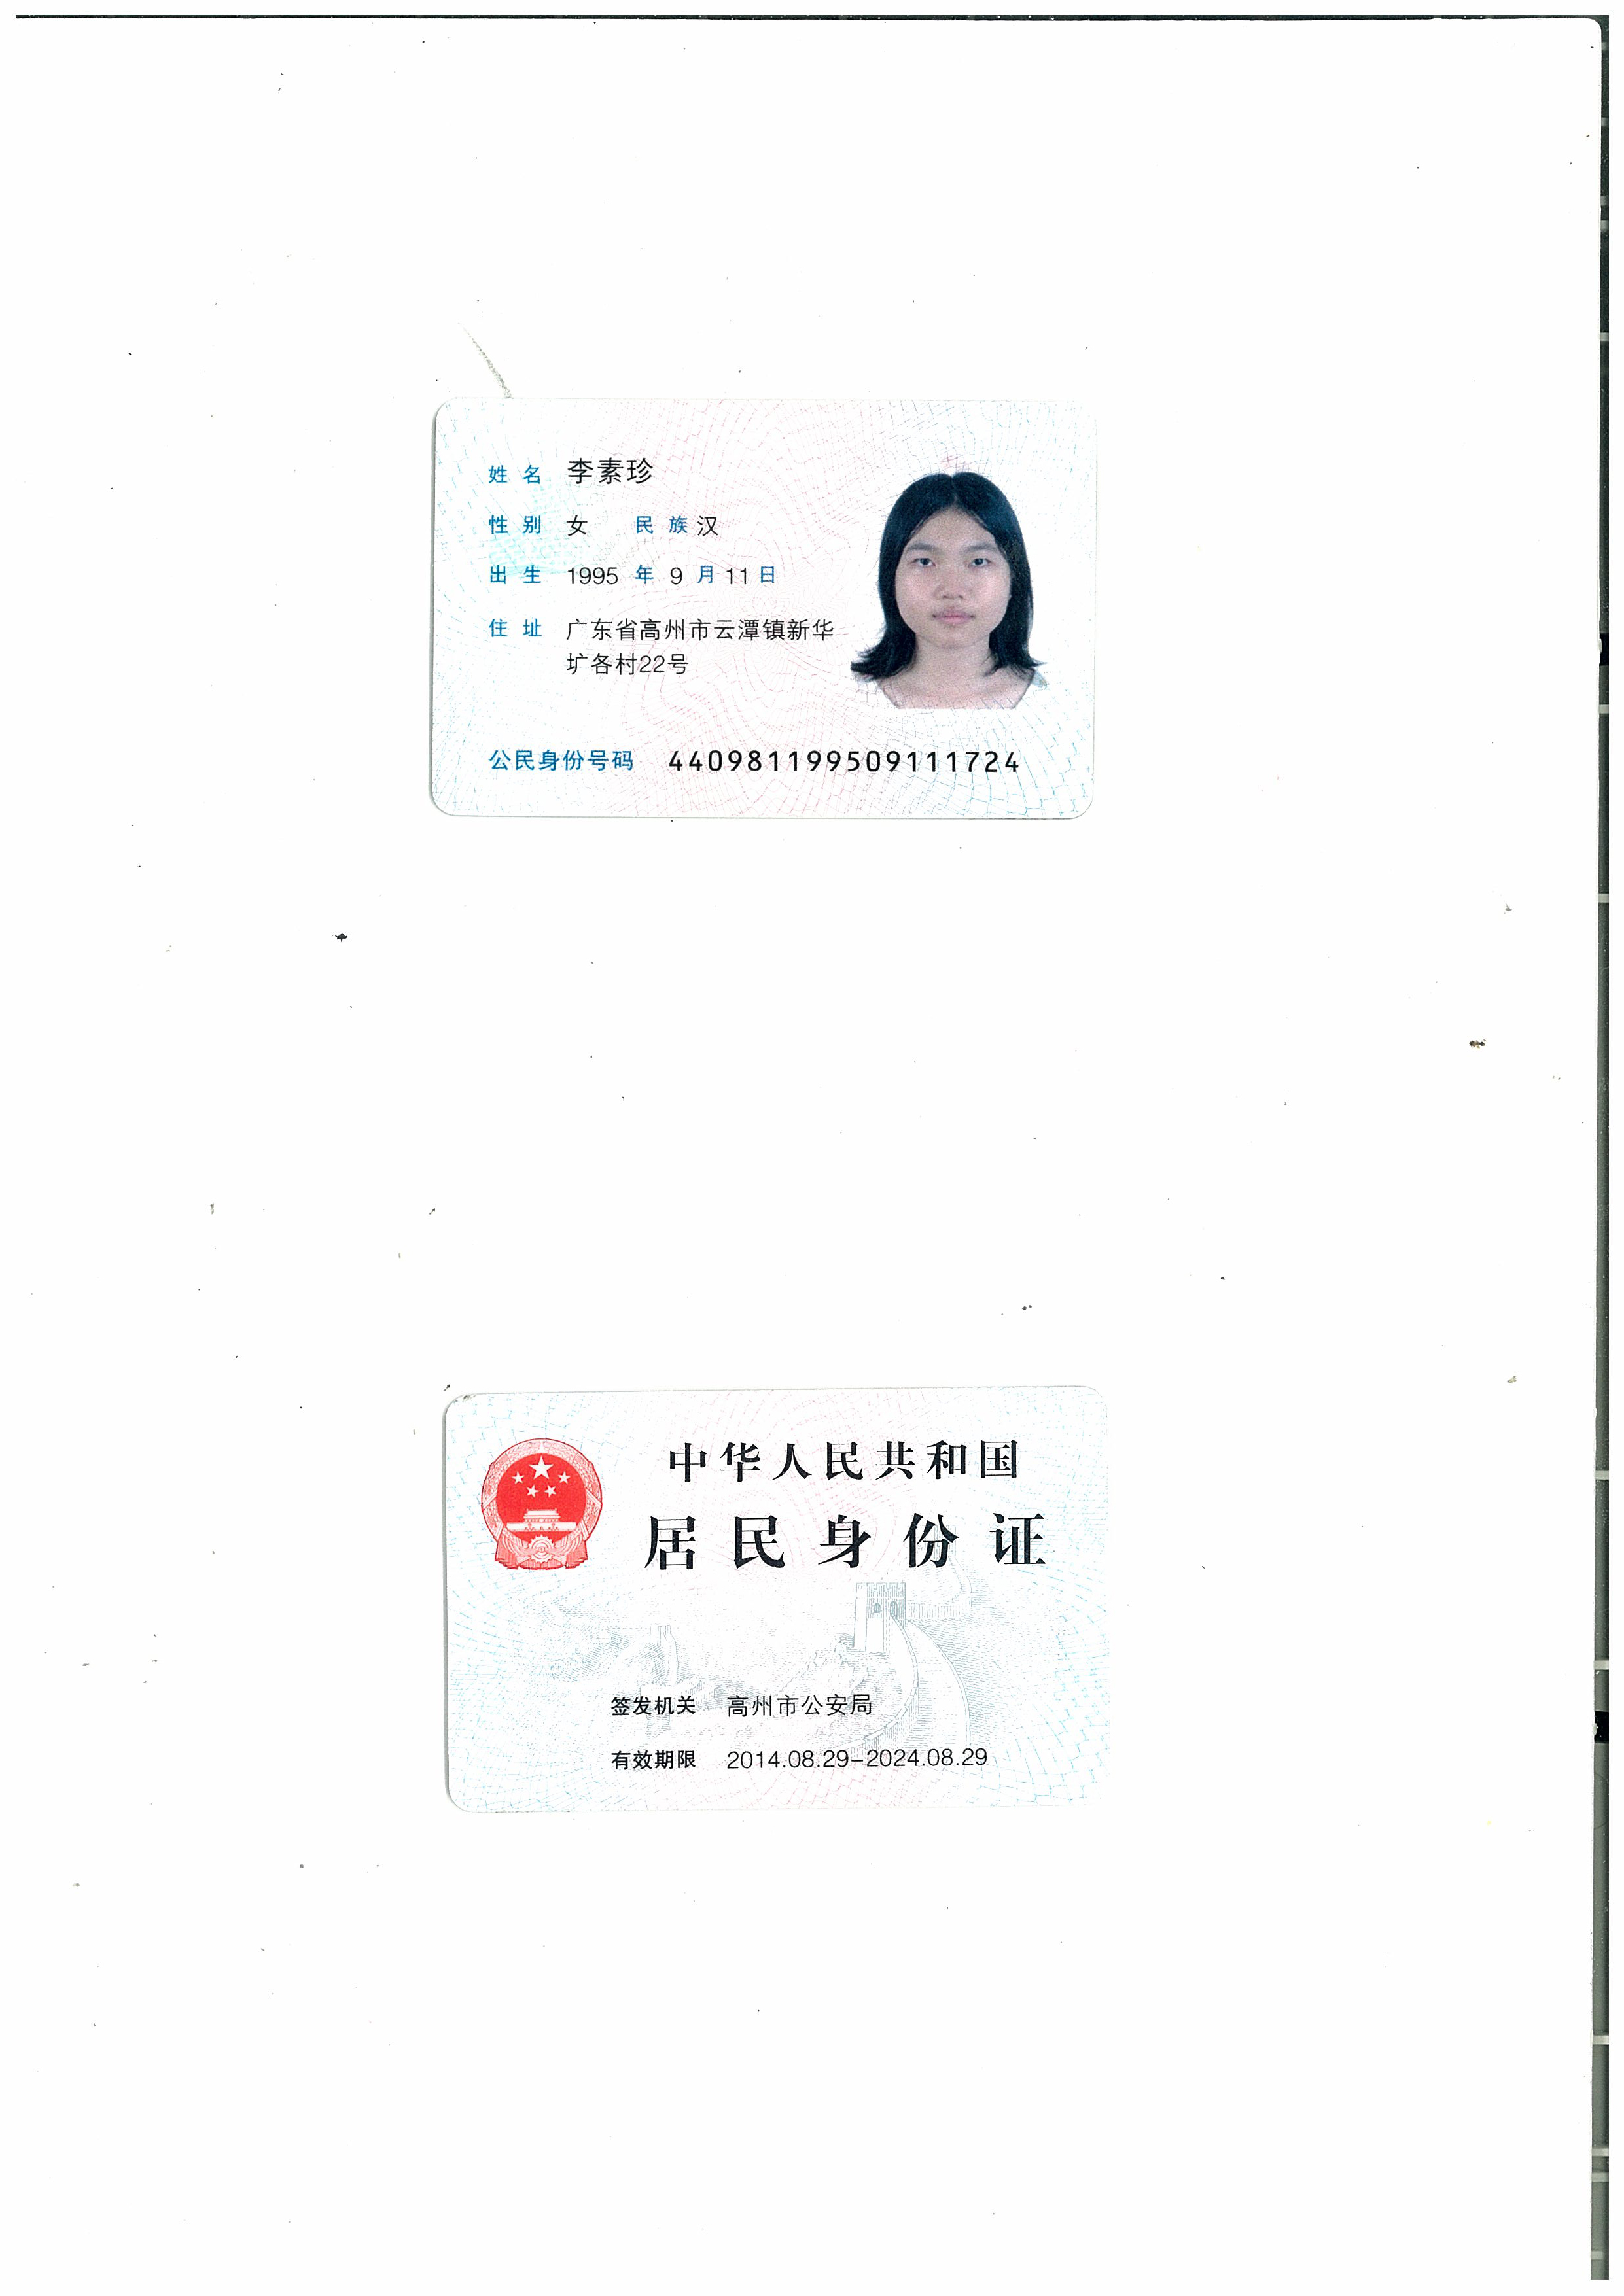 姓名 李素珍
性别 女 民族 汉
出生 1995 年 9 月 11 日
住址 广东省高州市云潭镇新华
圹各村22号
公民身份号码 440981199509111724
中华人民共和国
居民身份证
签发机关 高州市公安局
有效期限 2014.08.29-2024.08.29